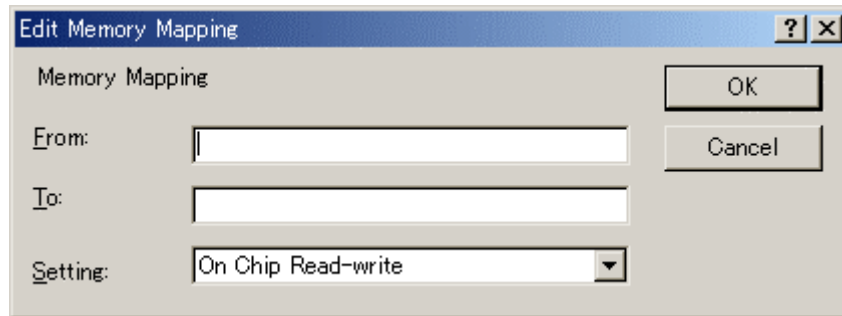 Edit Memory Mapping
Memory Mapping
OK
From:
Cancel
To:
Setting:
On Chip Read-write